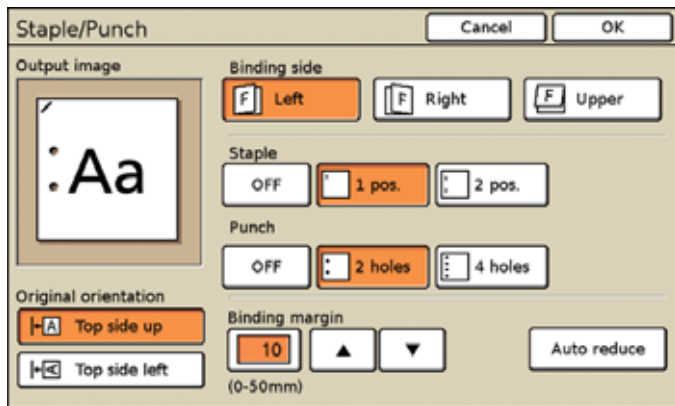 Staple/Punch Cancel OK
Output image
Aa
Binding side
F Left F Right F Upper
Staple
OFF 1 pos. 2 pos.
Punch
OFF 2 holes 4 holes
Original orientation
A Top side up
A Top side left
Binding margin
10 ▲ ▼ Auto reduce
(0-50mm)